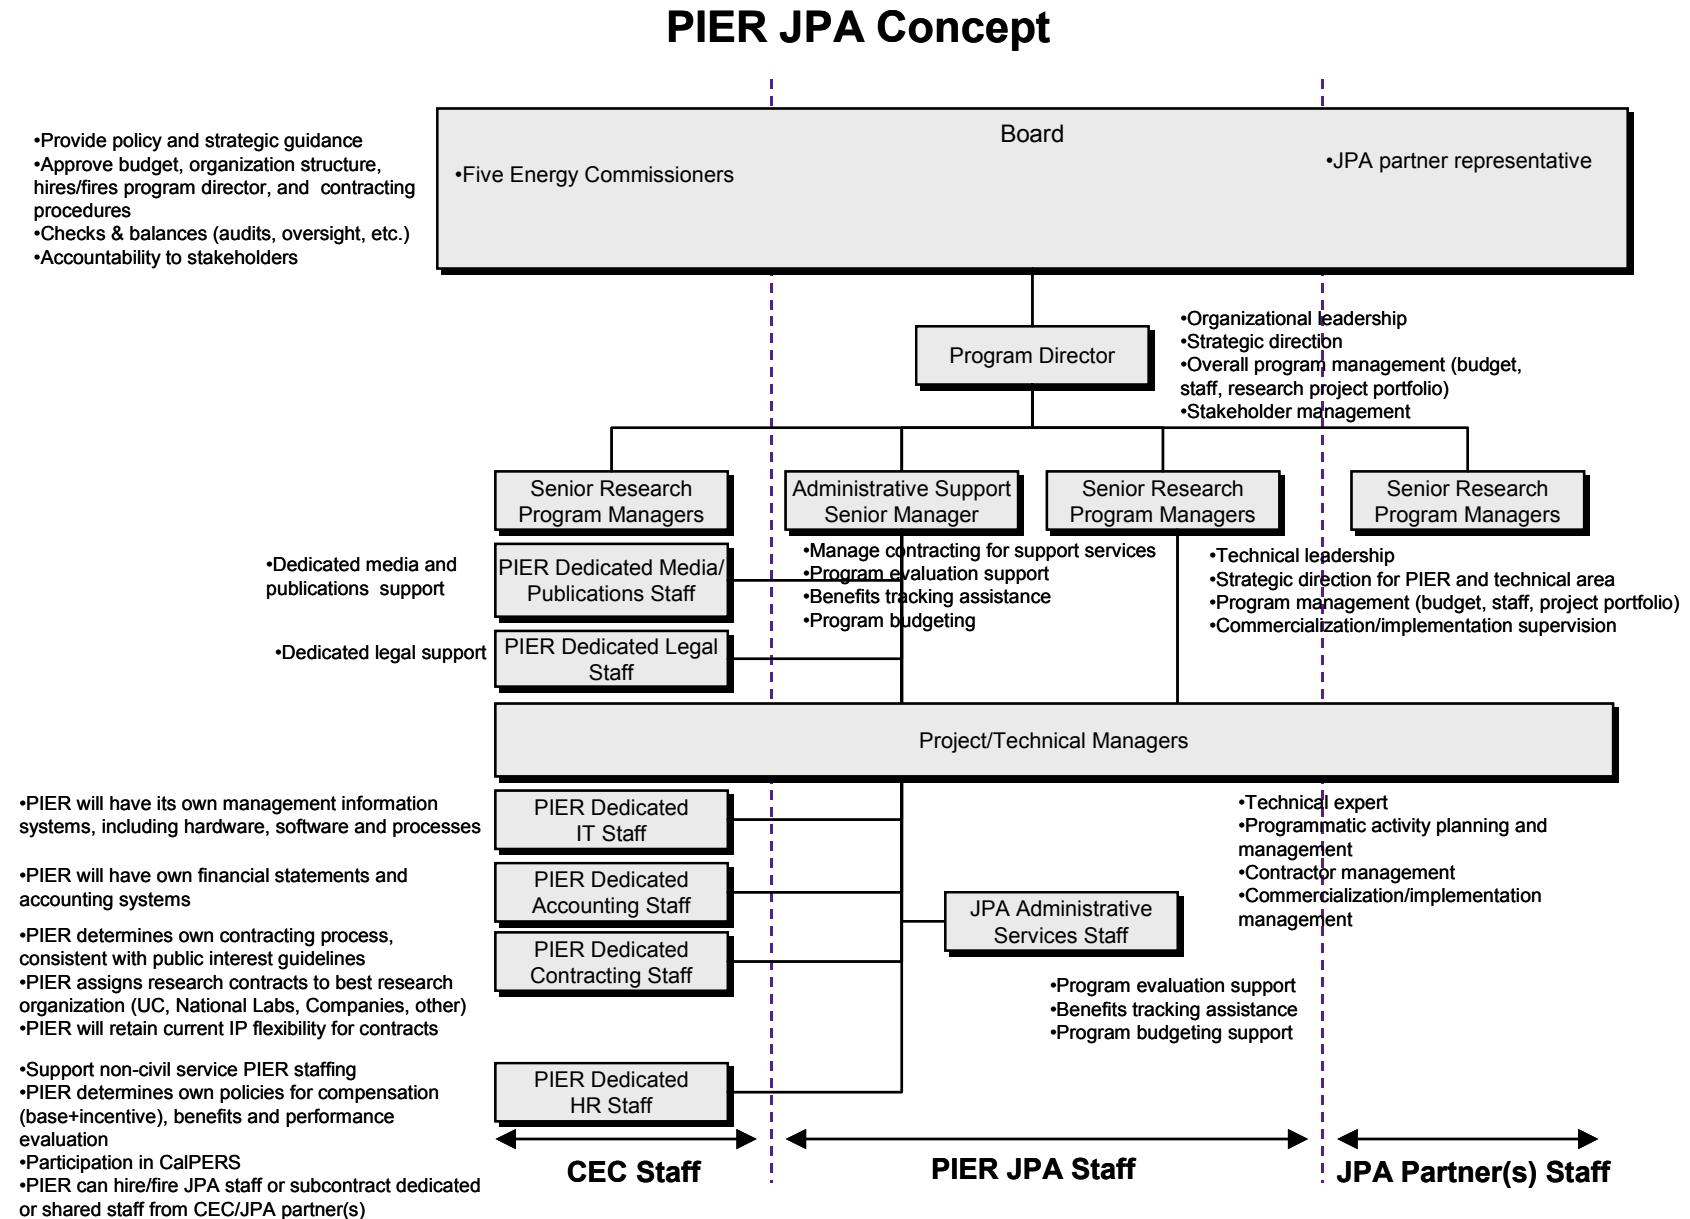 PIER JPA Concept
•Provide policy and strategic guidance
•Approve budget, organization structure,
hires/fires program director, and contracting
procedures
•Checks & balances (audits, oversight, etc.)
•Accountability to stakeholders
Board
•Five Energy Commissioners
•JPA partner representative
Program Director
•Organizational leadership
•Strategic direction
•Overall program management (budget,
staff, research project portfolio)
•Stakeholder management
Senior Research
Program Managers
Administrative Support
Senior Manager
Senior Research
Program Managers
Senior Research
Program Managers
•Dedicated media and
publications support
PIER Dedicated Media/
Publications Staff
•Manage contracting for support services
•Program evaluation support
•Benefits tracking assistance
•Program budgeting
•Technical leadership
•Strategic direction for PIER and technical area
•Program management (budget, staff, project portfolio)
•Commercialization/implementation supervision
•Dedicated legal support
PIER Dedicated Legal
Staff
Project/Technical Managers
•PIER will have its own management information
systems, including hardware, software and processes
PIER Dedicated
IT Staff
•Technical expert
•Programmatic activity planning and
management
•Contractor management
•Commercialization/implementation
management
•PIER will have own financial statements and
accounting systems
PIER Dedicated
Accounting Staff
JPA Administrative
Services Staff
•PIER determines own contracting process,
consistent with public interest guidelines
•PIER assigns research contracts to best research
organization (UC, National Labs, Companies, other)
•PIER will retain current IP flexibility for contracts
PIER Dedicated
Contracting Staff
•Program evaluation support
•Benefits tracking assistance
•Program budgeting support
•Support non-civil service PIER staffing
•PIER determines own policies for compensation
(base+incentive), benefits and performance
evaluation
•Participation in CalPERS
•PIER can hire/fire JPA staff or subcontract dedicated
or shared staff from CEC/JPA partner(s)
PIER Dedicated
HR Staff
CEC Staff
PIER JPA Staff
JPA Partner(s) Staff